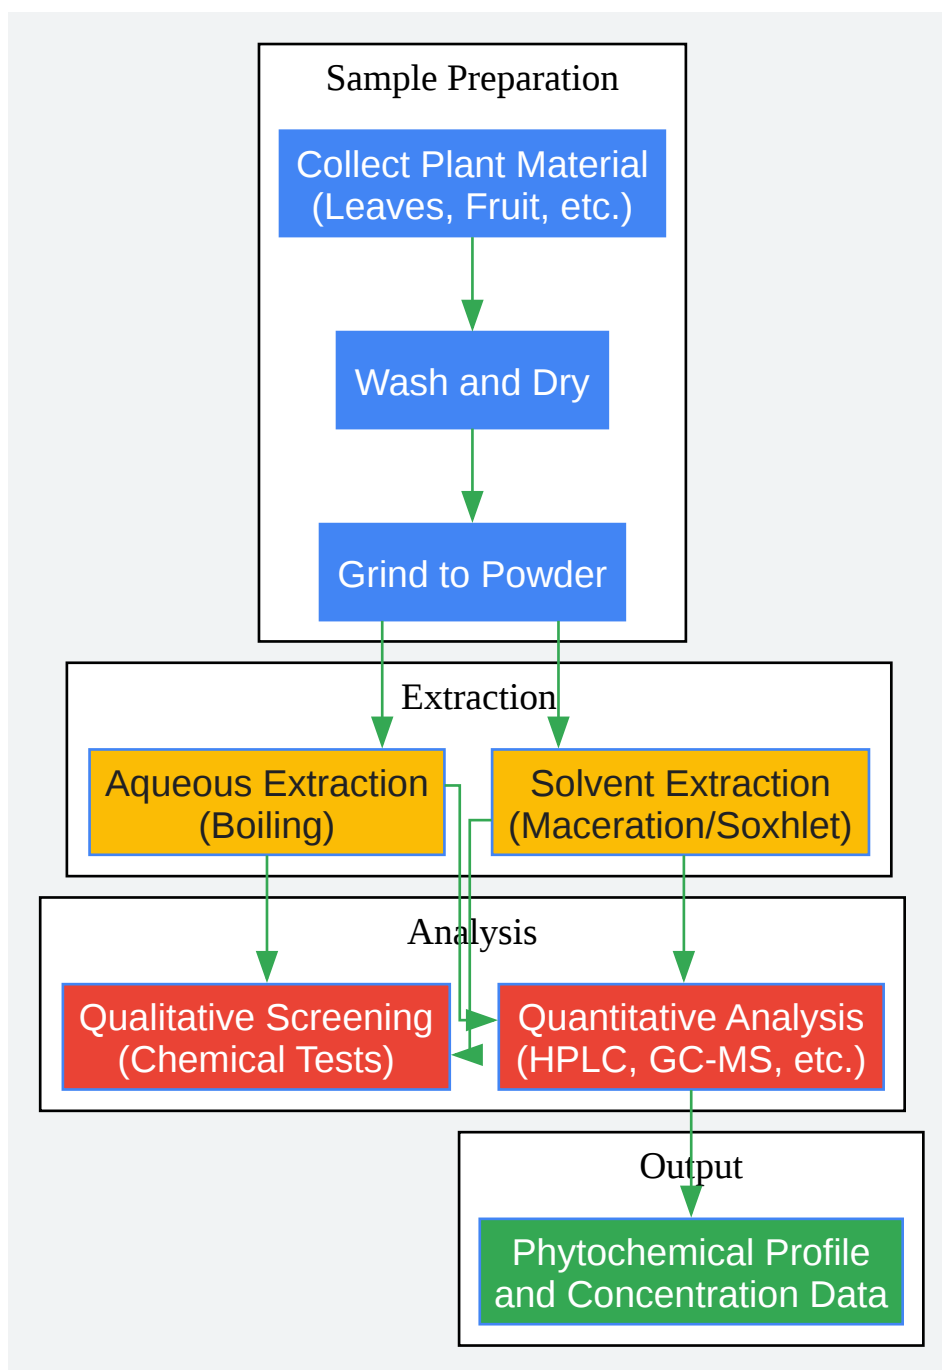 Sample Preparation
Collect Plant Material
(Leaves, Fruit, etc.)
Wash and Dry
Grind to Powder
Extraction
Aqueous Extraction
(Boiling)
Solvent Extraction
(Maceration/Soxhlet)
Analysis
Qualitative Screening
(Chemical Tests)
Quantitative Analysis
(HPLC, GC-MS, etc.)
Output
Phytochemical Profile
and Concentration Data